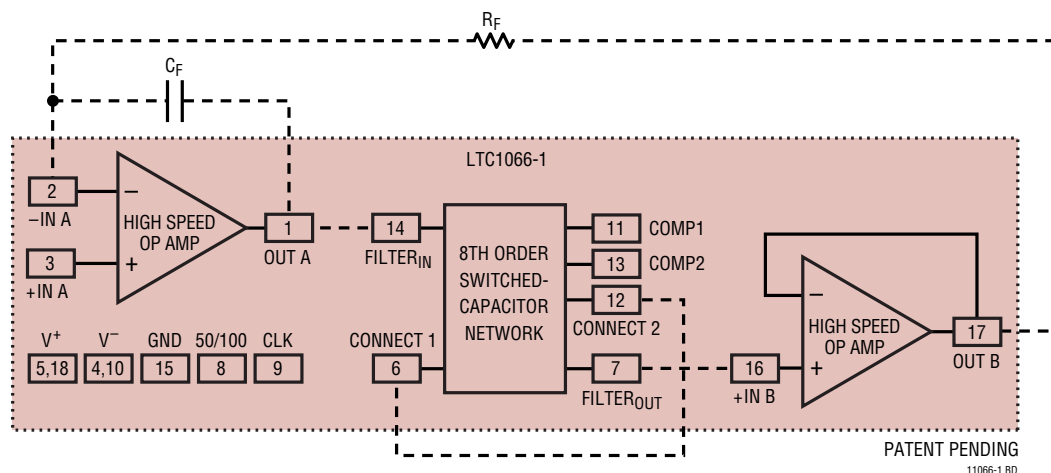 RF
CF
LTC1066-1
2
–IN A
3
+IN A
–
+
HIGH SPEED
OP AMP
1
OUT A
14
FILTERIN
8TH ORDER
SWITCHED-
CAPACITOR
NETWORK
11
COMP1
13
COMP2
12
CONNECT 2
7
FILTEROUT
CONNECT 1
6
V+
5,18
V–
4,10
GND
15
50/100
8
CLK
9
16
+IN B
–
+
HIGH SPEED
OP AMP
17
OUT B
PATENT PENDING
11066-1 BD